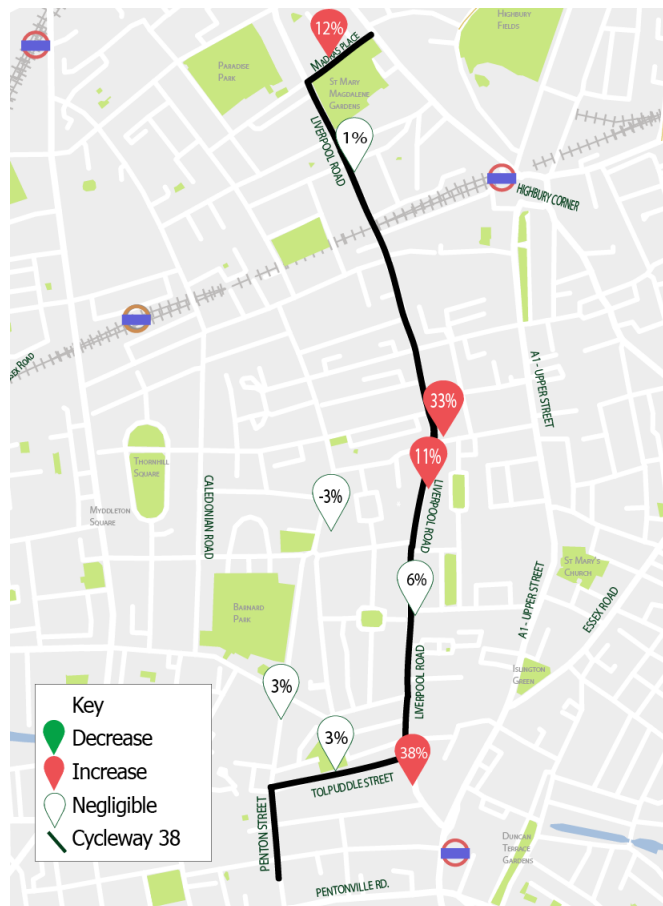 12%
MADRAS PLACE
HIGHBURY
FIELDS
PARADISE
PARK
ST MARY
MAGDALENE
GARDENS
LIVERPOOL ROAD
1%
HIGHBURY CORNER
A1 - UPPER STREET
33%
11%
THORNHILL
SQUARE
CALEDONIAN ROAD
-3%
LIVERPOOL ROAD
MYDDLETON
SQUARE
ST MARY'S
CHURCH
6%
A1 - UPPER STREET
ESSEX ROAD
BARNARD
PARK
LIVERPOOL ROAD
ISLINGTON
GREEN
3%
3%
38%
TOLPUDDLE STREET
Key
Decrease
Increase
Negligible
Cycleway 38
PENTON STREET
DUNCAN
TERRACE
GARDENS
PENTONVILLE RD.